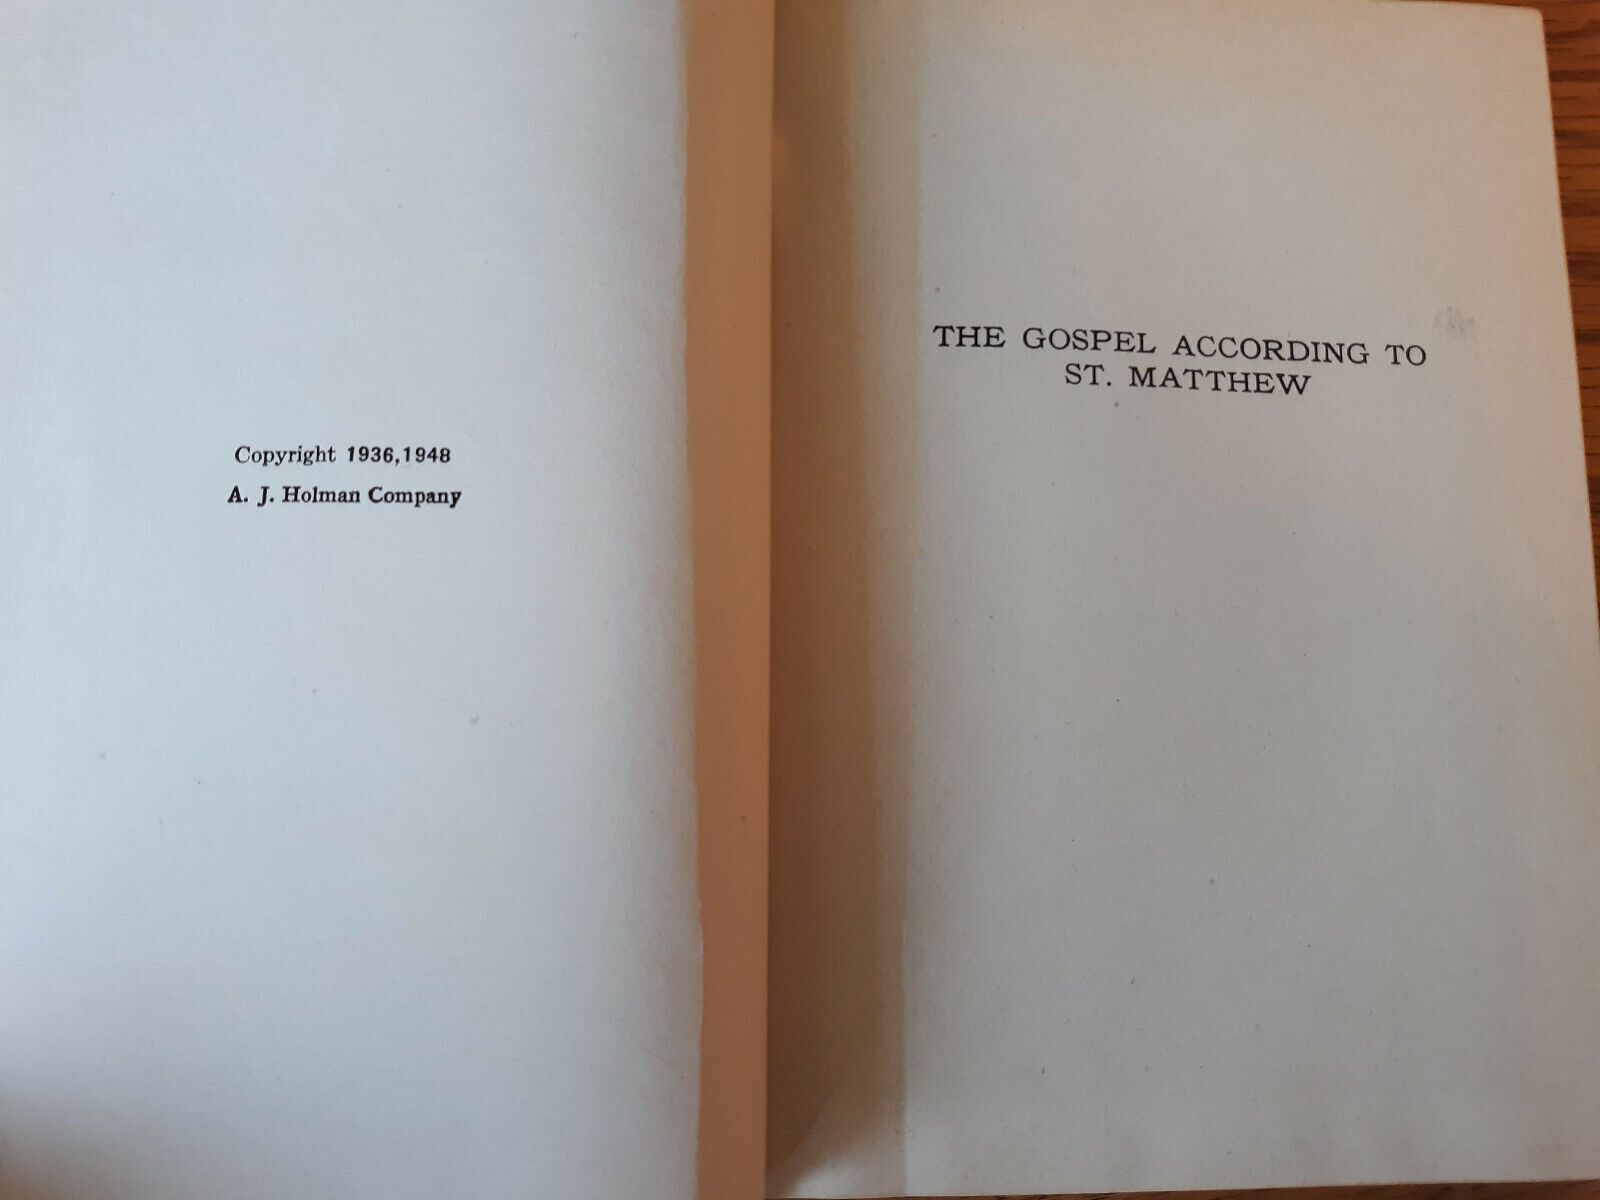 Copyright 1936,1948
A. J. Holman Company
THE GOSPEL ACCORDING TO
ST. MATTHEW